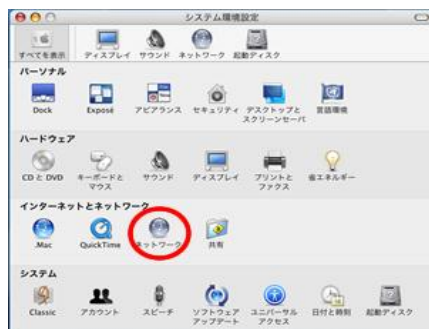 システム環境設定
すべてを表示 ディスプレイ サウンド ネットワーク 起動ディスク
パーソナル
Dock Exposé アピアランス セキュリティ デスクトップと 言語環境
スクリーンセーバ
ハードウェア
CD と DVD キーボードと サウンド ディスプレイ プリントと 省エネルギー
マウス ファクス
インターネットとネットワーク
.Mac QuickTime ネットワーク 共有
システム
Classic アカウント スピーチ ソフトウェア ユニバーサル 日付と時刻 起動ディスク
アップデート アクセス